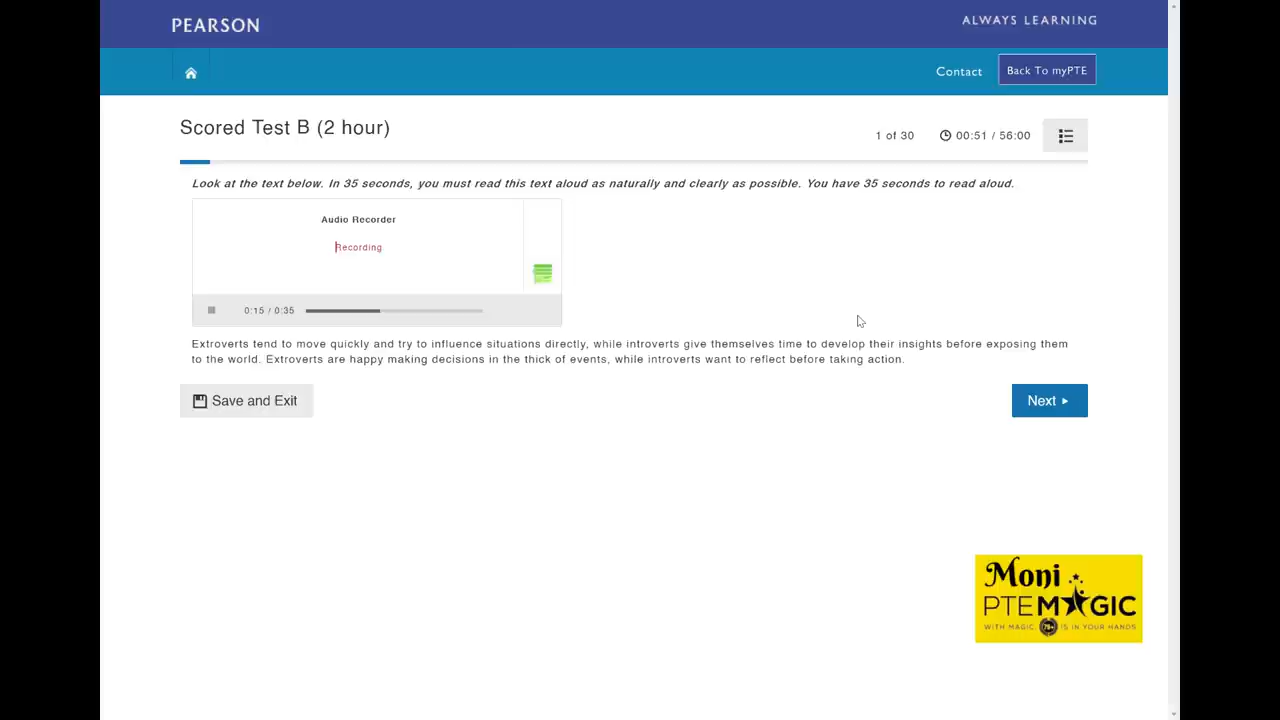 PEARSON
ALWAYS LEARNING
Contact
Back To myPTE
Scored Test B (2 hour)
1 of 30
00:51 / 56:00
Look at the text below. In 35 seconds, you must read this text aloud as naturally and clearly as possible. You have 35 seconds to read aloud.
Audio Recorder
Recording
0:15 / 0:35
Extroverts tend to move quickly and try to influence situations directly, while introverts give themselves time to develop their insights before exposing them
to the world. Extroverts are happy making decisions in the thick of events, while introverts want to reflect before taking action.
Save and Exit
Next
Moni
PTEMAGIC
WITH MAGIC, 79+ IS IN YOUR HANDS